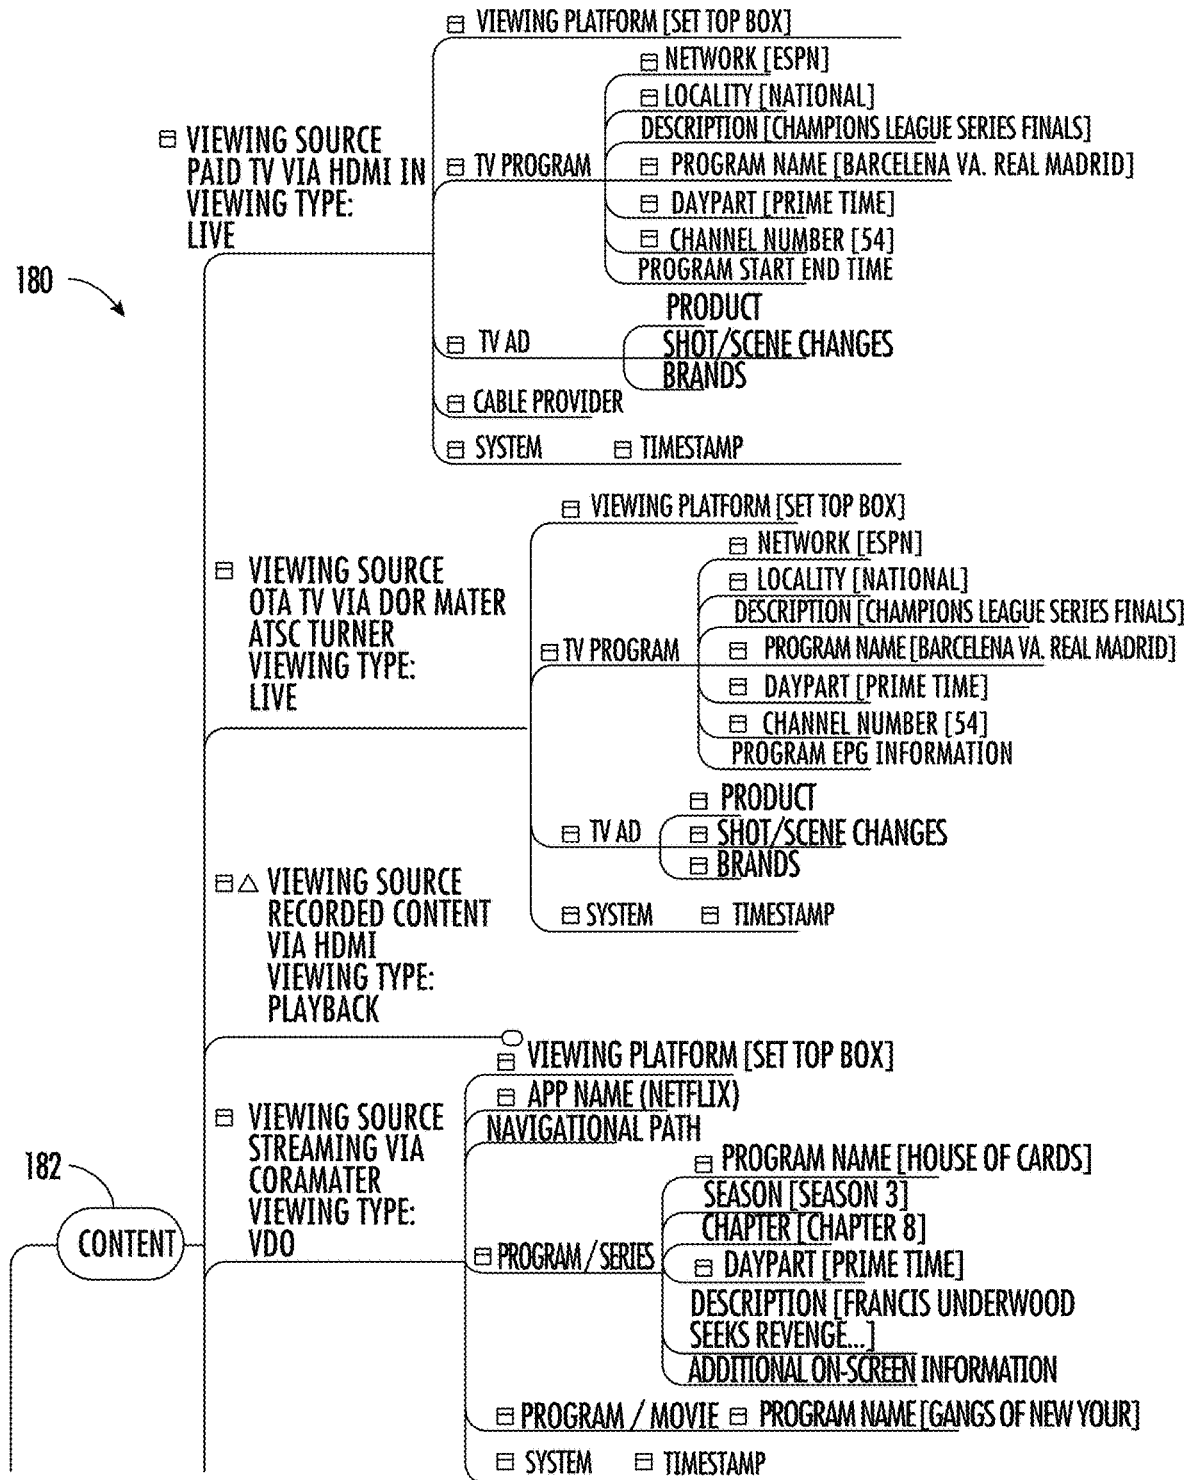 VIEWING PLATFORM [SET TOP BOX]
NETWORK [ESPN]
LOCALITY [NATIONAL]
DESCRIPTION [CHAMPIONS LEAGUE SERIES FINALS]
VIEWING SOURCE
PAID TV VIA HDMI IN
VIEWING TYPE:
LIVE
TV PROGRAM
PROGRAM NAME [BARCELENA VA. REAL MADRID]
DAYPART [PRIME TIME]
CHANNEL NUMBER [54]
PROGRAM START END TIME
180
PRODUCT
TV AD
SHOT/SCENE CHANGES
BRANDS
CABLE PROVIDER
SYSTEM TIMESTAMP
VIEWING PLATFORM [SET TOP BOX]
NETWORK [ESPN]
LOCALITY [NATIONAL]
DESCRIPTION [CHAMPIONS LEAGUE SERIES FINALS]
VIEWING SOURCE
OTA TV VIA DOR MATER
ATSC TURNER
VIEWING TYPE:
LIVE
TV PROGRAM
PROGRAM NAME [BARCELENA VA. REAL MADRID]
DAYPART [PRIME TIME]
CHANNEL NUMBER [54]
PROGRAM EPG INFORMATION
PRODUCT
TV AD
SHOT/SCENE CHANGES
BRANDS
SYSTEM TIMESTAMP
VIEWING SOURCE
RECORDED CONTENT
VIA HDMI
VIEWING TYPE:
PLAYBACK
VIEWING PLATFORM [SET TOP BOX]
APP NAME (NETFLIX)
NAVIGATIONAL PATH
VIEWING SOURCE
STREAMING VIA
CORAMATER
VIEWING TYPE:
VDO
182
CONTENT
PROGRAM / SERIES
PROGRAM NAME [HOUSE OF CARDS]
SEASON [SEASON 3]
CHAPTER [CHAPTER 8]
DAYPART [PRIME TIME]
DESCRIPTION [FRANCIS UNDERWOOD
SEEKS REVENGE...]
ADDITIONAL ON-SCREEN INFORMATION
PROGRAM / MOVIE PROGRAM NAME [GANGS OF NEW YOUR]
SYSTEM TIMESTAMP